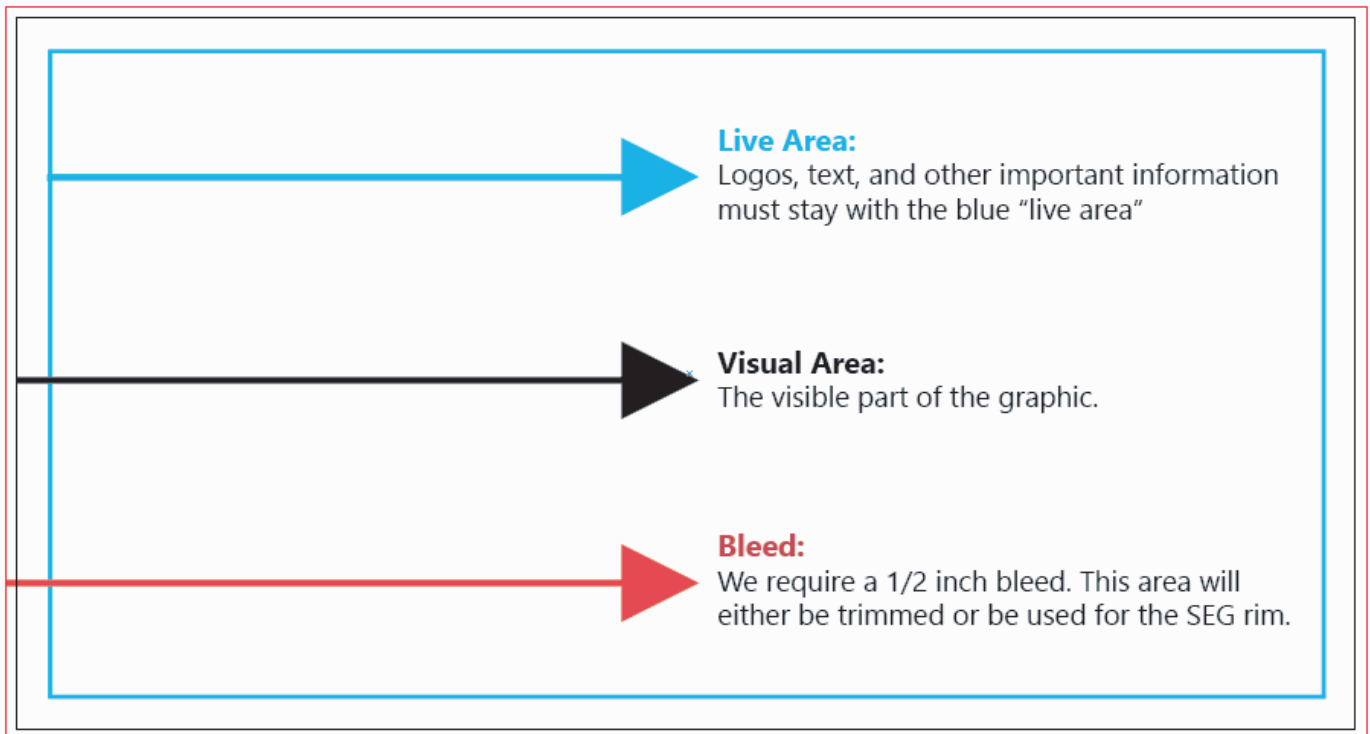 Live Area:
Logos, text, and other important information
must stay with the blue “live area”
Visual Area:
The visible part of the graphic.
Bleed:
We require a 1/2 inch bleed. This area will
either be trimmed or be used for the SEG rim.